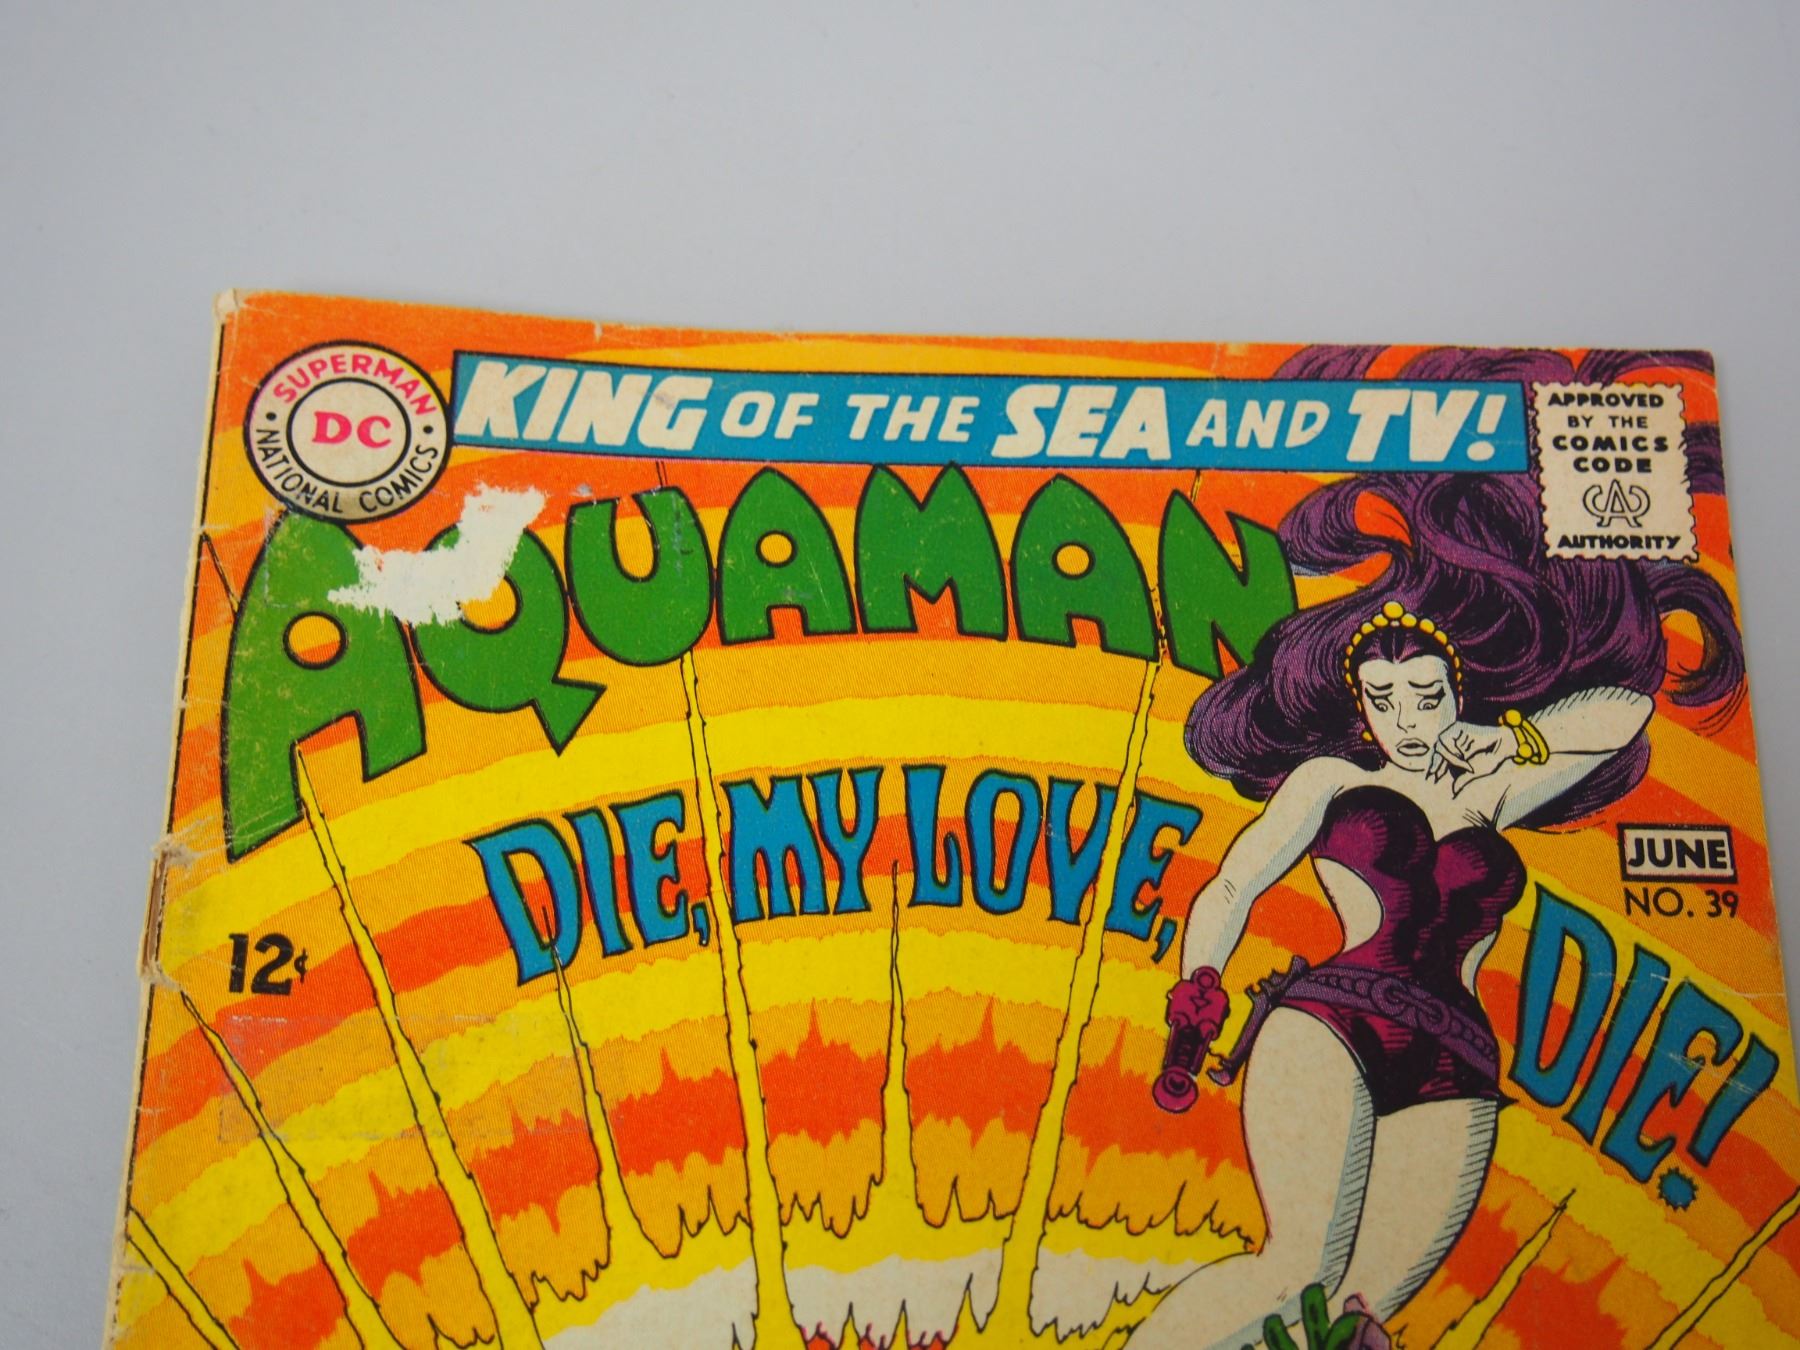 SUPERMAN
DC
• NATIONAL COMICS •
KING OF THE SEA AND TV!
APPROVED
BY THE
COMICS
CODE
CA
AUTHORITY
AQUAMAN
DIE, MY LOVE,
DIE!
JUNE
NO. 39
12¢